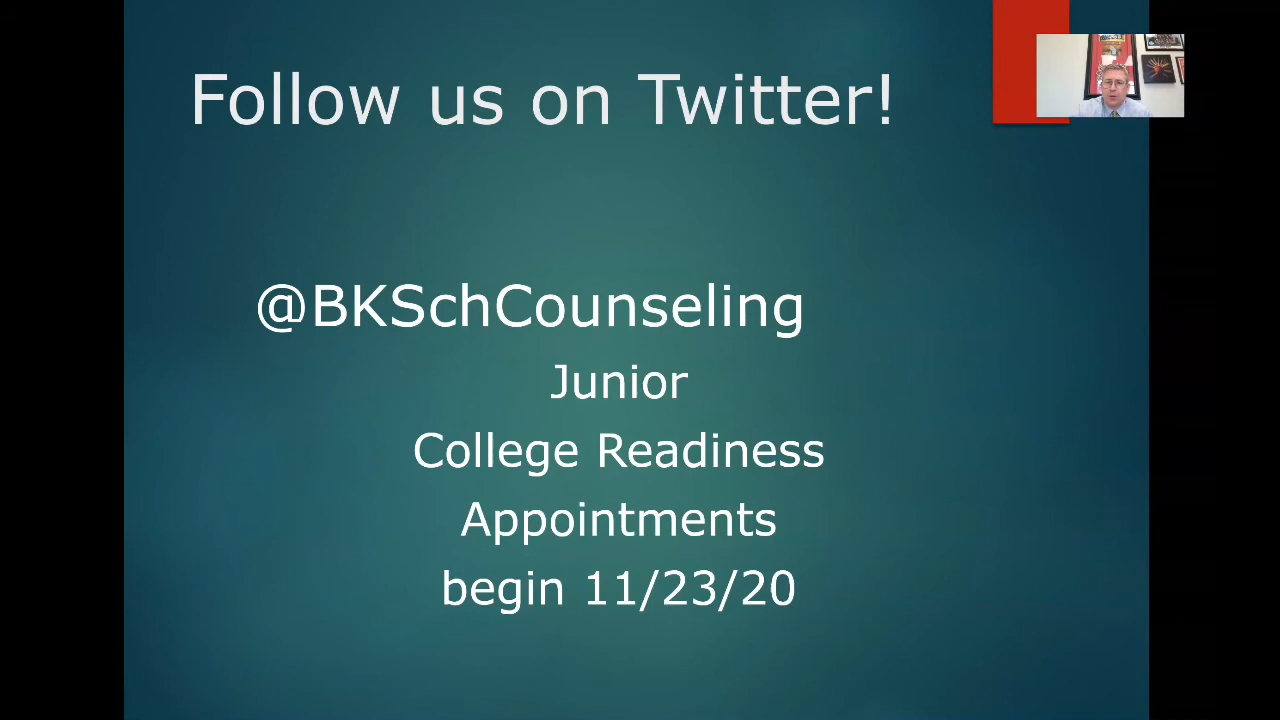 Follow us on Twitter!
@BKSchCounseling
Junior
College Readiness
Appointments
begin 11/23/20